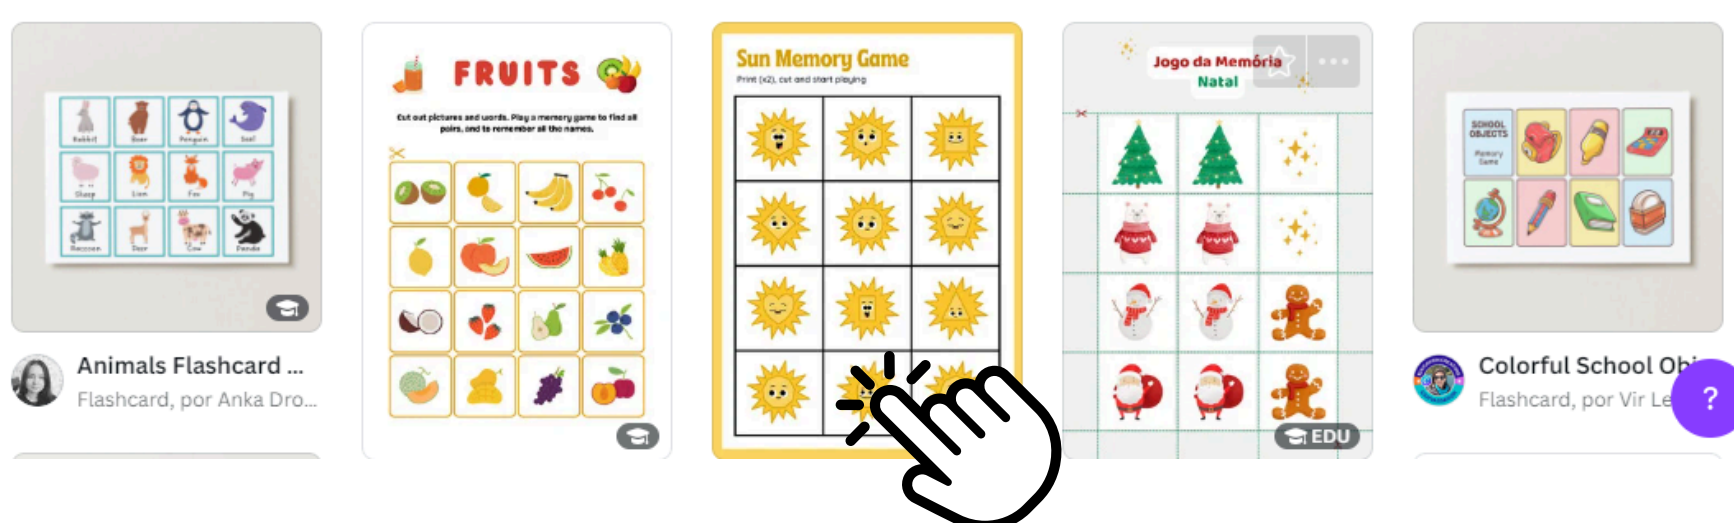 Rabbit
Bear
Penguin
Seal
Sheep
Lion
Fox
Pig
Raccoon
Deer
Cow
Panda
Animals Flashcard ...
Flashcard, por Anka Dro...
FRUITS
Cut out pictures and words. Play a memory game to find all
pairs, and to remember all the names.
Sun Memory Game
Print (x2), cut and start playing
Jogo da Memória
Natal
EDU
SCHOOL
OBJECTS
Memory
Game
Colorful School Obj
Flashcard, por Vir Le
?